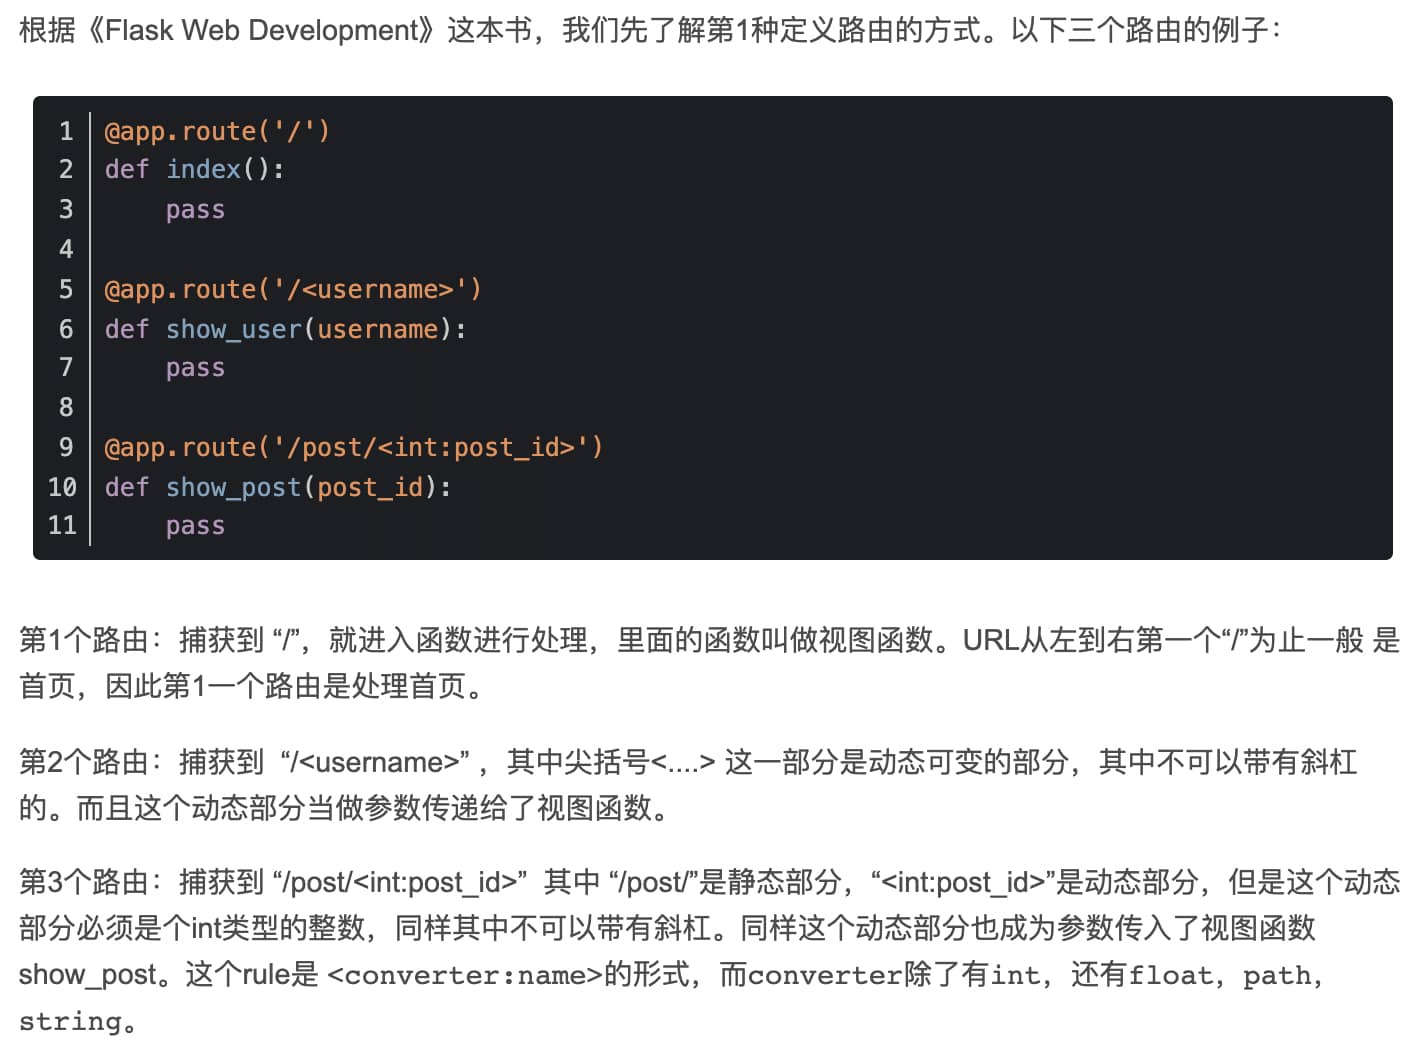 根据《Flask Web Development》这本书，我们先了解第1种定义路由的方式。以下三个路由的例子：
1 @app.route('/')
2 def index():
3     pass
4
5 @app.route('/<username>')
6 def show_user(username):
7     pass
8
9 @app.route('/post/<int:post_id>')
10 def show_post(post_id):
11     pass
第1个路由：捕获到 “/”，就进入函数进行处理，里面的函数叫做视图函数。URL从左到右第一个“/”为止一般 是
首页，因此第1一个路由是处理首页。
第2个路由：捕获到  “/<username>” ，其中尖括号<....> 这一部分是动态可变的部分，其中不可以带有斜杠
的。而且这个动态部分当做参数传递给了视图函数。
第3个路由：捕获到 “/post/<int:post_id>”  其中 “/post/”是静态部分，“<int:post_id>”是动态部分，但是这个动态
部分必须是个int类型的整数，同样其中不可以带有斜杠。同样这个动态部分也成为参数传入了视图函数
show_post。这个rule是 <converter:name>的形式，而converter除了有int，还有float，path，
string。